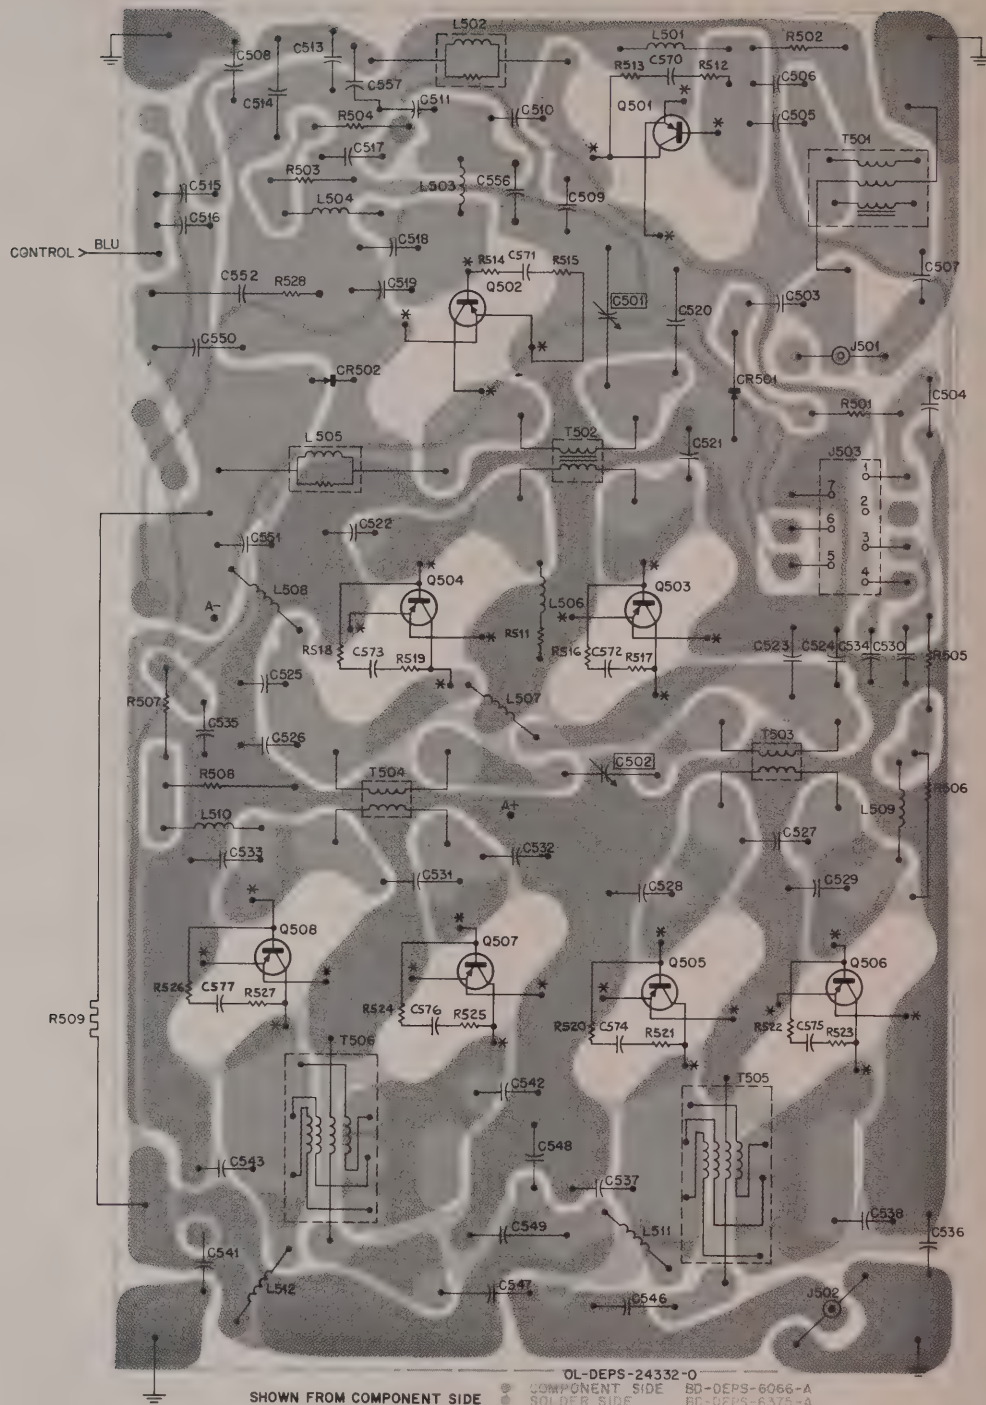 L502
L501
R502
C508
C513
C557
C514
C511
C510
R513
C570
R512
C506
Q501
C505
R504
C517
T501
R503
L503
C556
C509
C515
L504
C516
CONTROL > BLU
C518
C507
C552
R528
C519
R514
C571
R515
Q502
C501
C520
C503
C550
J501
CR502
CR501
C504
R501
L505
T502
C521
J503
1
7
2
6
3
5
4
C522
C551
L508
Q504
Q503
L506
A-
R511
R518
C573
R519
R516
C572
R517
C523
C524
C534
C530
R505
C525
L507
R507
C535
C526
T503
C502
R508
T504
R506
A+
L509
L510
C527
C533
C532
C531
C528
C529
Q508
Q507
Q505
Q506
R526
C577
R527
R524
C576
R525
R509
R520
C574
R521
R522
C575
R523
T506
T505
C542
C548
C543
C537
C538
C549
L511
C536
C541
L512
C547
C546
J502
OL-DEPS-24332-0
SHOWN FROM COMPONENT SIDE
COMPONENT SIDE BD-DEPS-6066-A
SOLDER SIDE BD-DEPS-6375-A